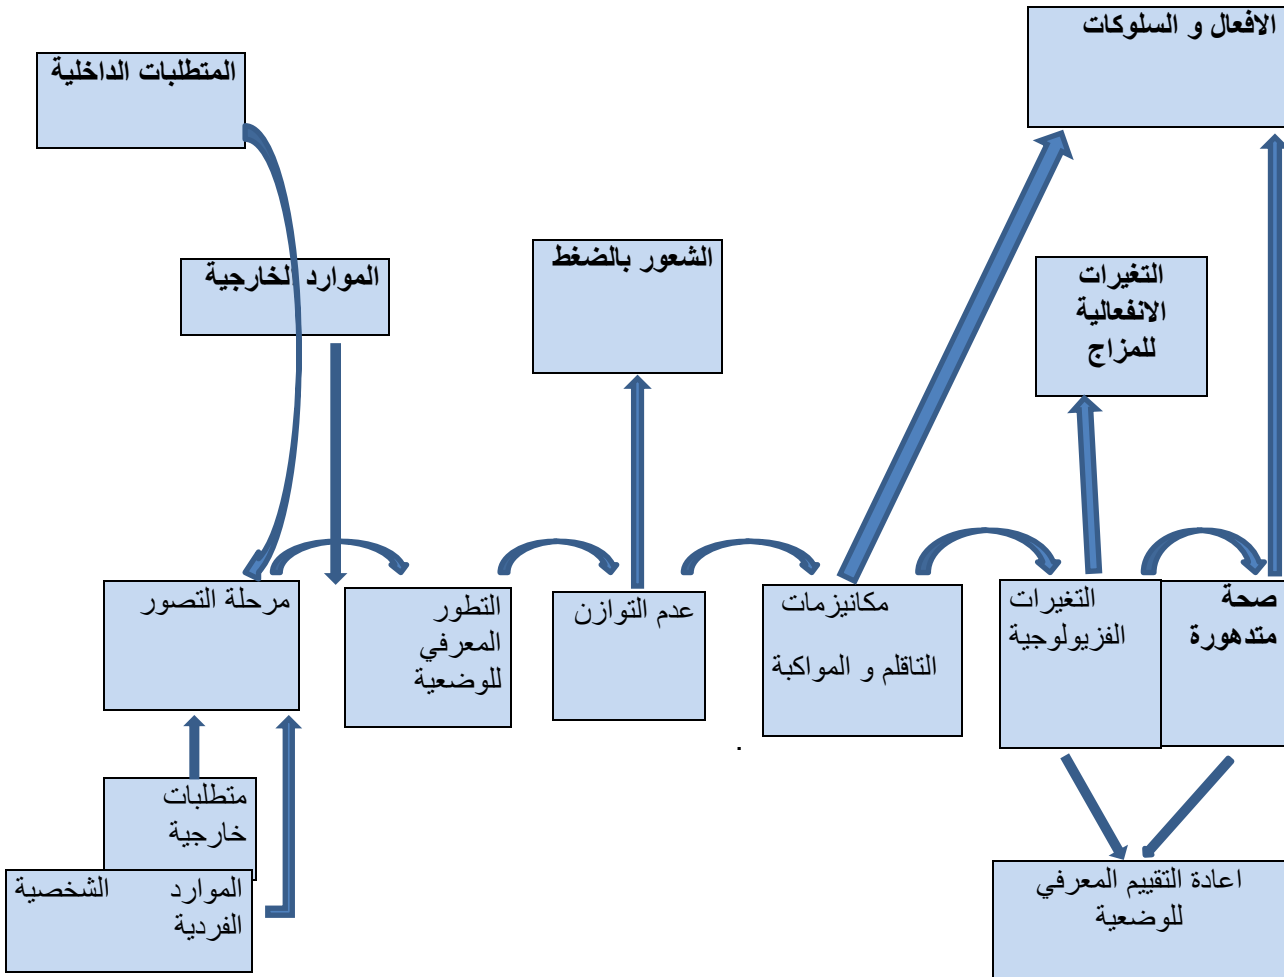 الافعال و السلوكات
المتطلبات الداخلية
الشعور بالضغط
التغيرات
الانفعالية
للمزاج
الموارد الخارجية
مرحلة التصور
التطور
المعرفي
للوضعية
عدم التوازن
مكانيزمات
التاقلم و المواكبة
التغيرات
الفزيولوجية
صحة
متدهورة
متطلبات
خارجية
الموارد الشخصية
الفردية
اعادة التقييم المعرفي
للوضعية